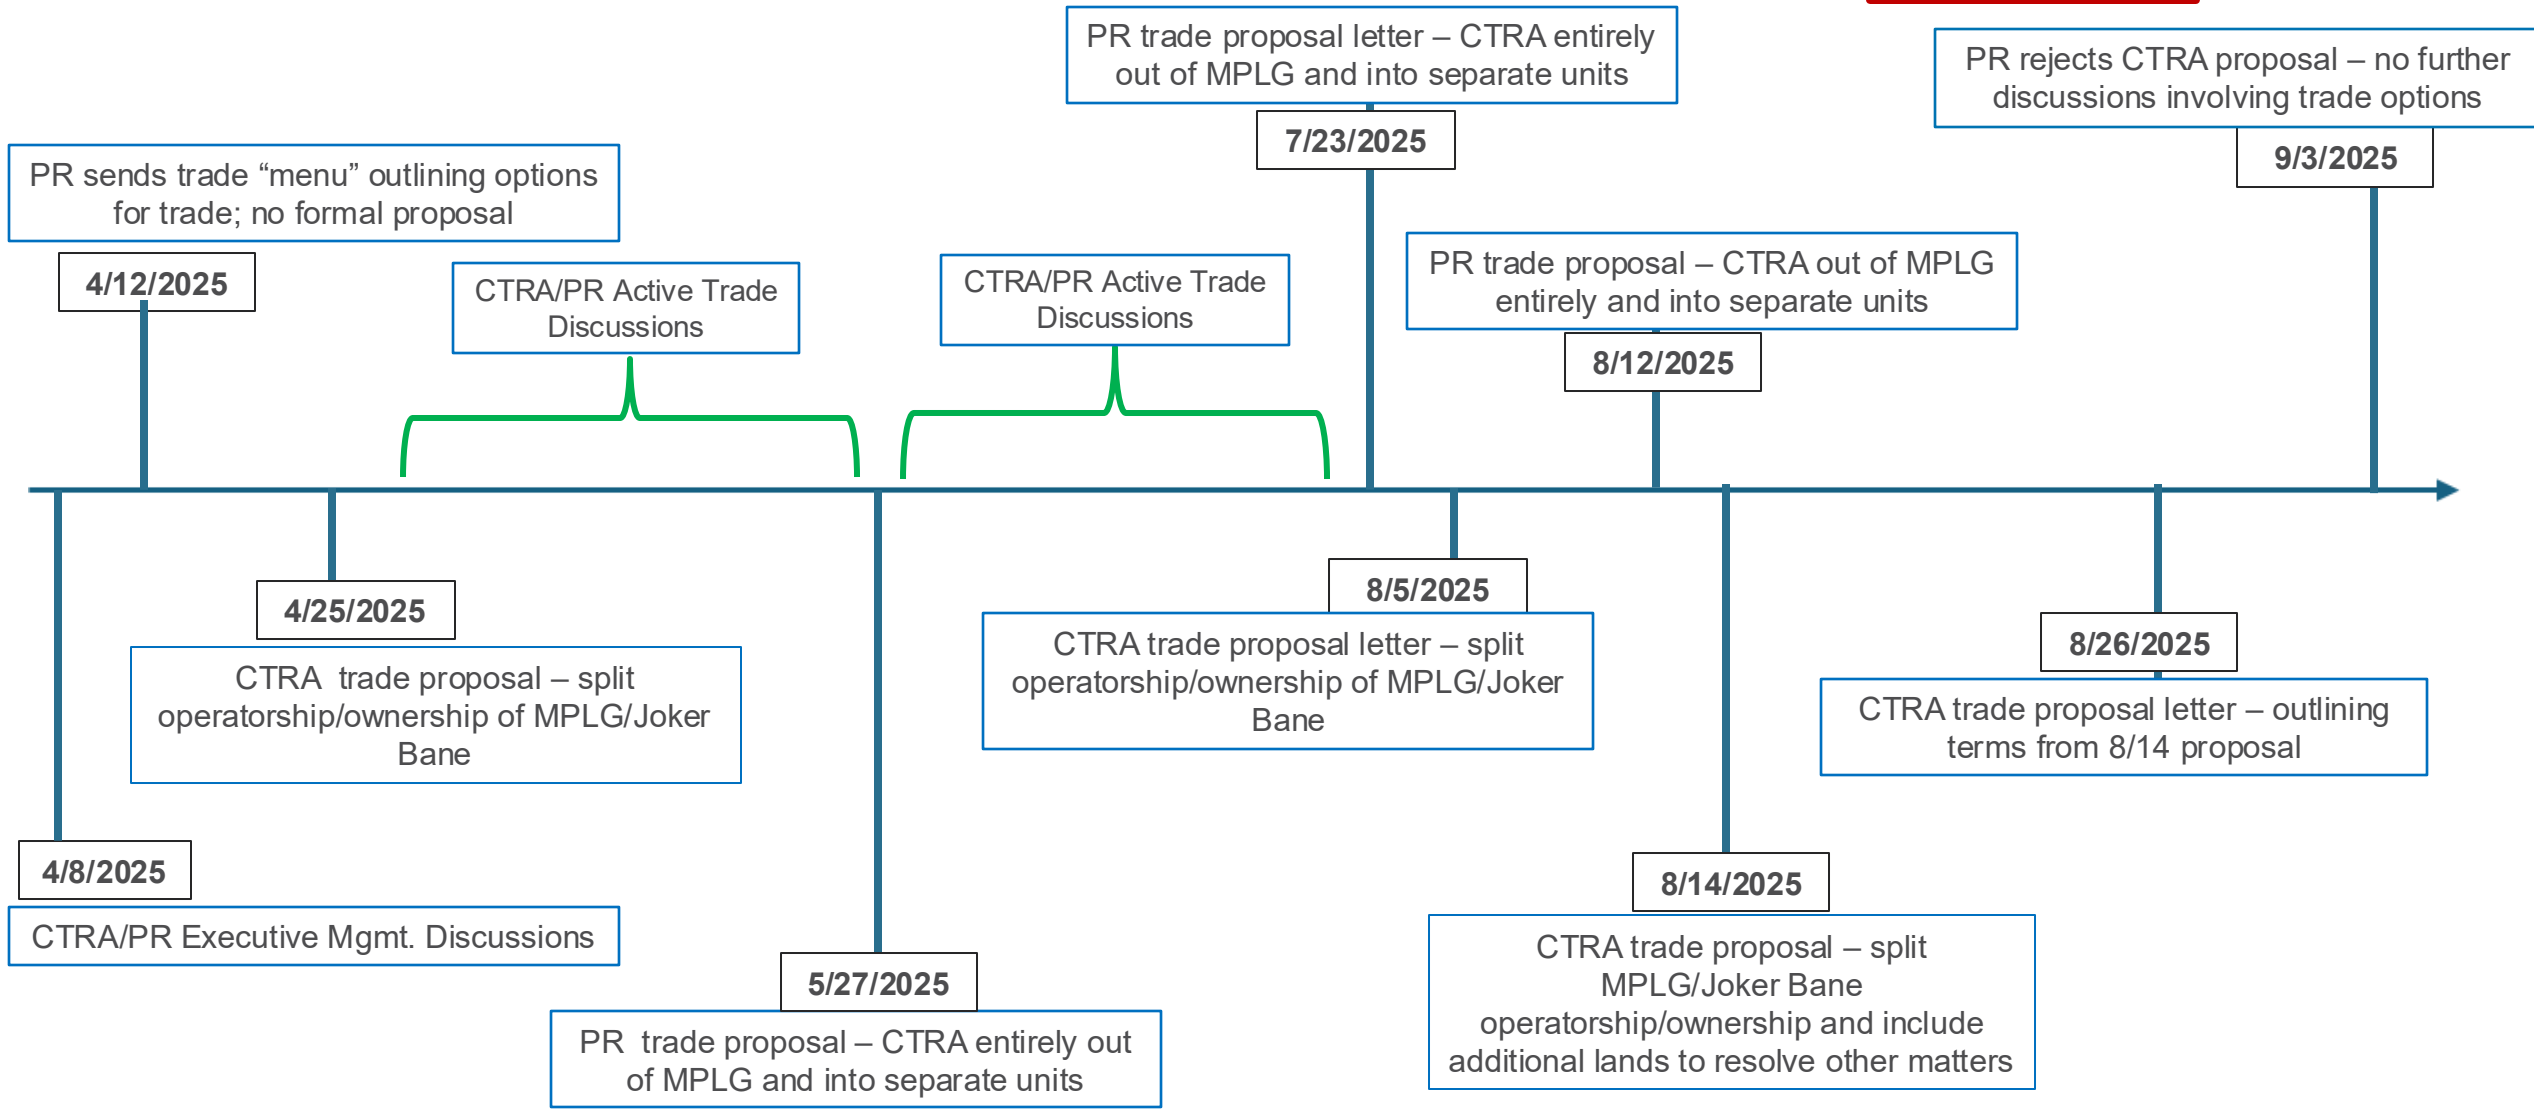 PR trade proposal letter – CTRA entirely
out of MPLG and into separate units
7/23/2025
PR rejects CTRA proposal – no further
discussions involving trade options
9/3/2025
PR sends trade “menu” outlining options
for trade; no formal proposal
4/12/2025
CTRA/PR Active Trade
Discussions
CTRA/PR Active Trade
Discussions
PR trade proposal – CTRA out of MPLG
entirely and into separate units
8/12/2025
4/25/2025
CTRA trade proposal – split
operatorship/ownership of MPLG/Joker
Bane
8/5/2025
CTRA trade proposal letter – split
operatorship/ownership of MPLG/Joker
Bane
8/26/2025
CTRA trade proposal letter – outlining
terms from 8/14 proposal
4/8/2025
CTRA/PR Executive Mgmt. Discussions
5/27/2025
PR trade proposal – CTRA entirely out
of MPLG and into separate units
8/14/2025
CTRA trade proposal – split
MPLG/Joker Bane
operatorship/ownership and include
additional lands to resolve other matters